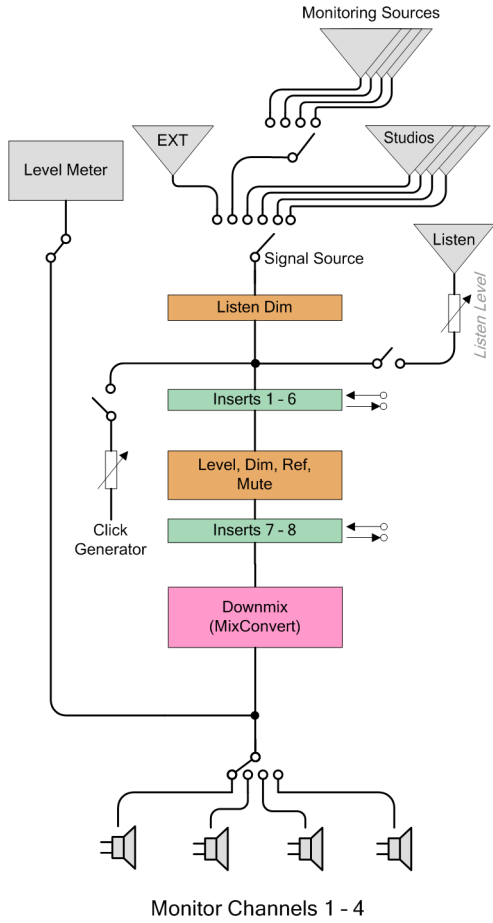 Monitoring Sources
EXT
Studios
Level Meter
Listen
Signal Source
Listen Level
Listen Dim
Inserts 1 - 6
Level, Dim, Ref,
Mute
Click
Generator
Inserts 7 - 8
Downmix
(MixConvert)
Monitor Channels 1 - 4